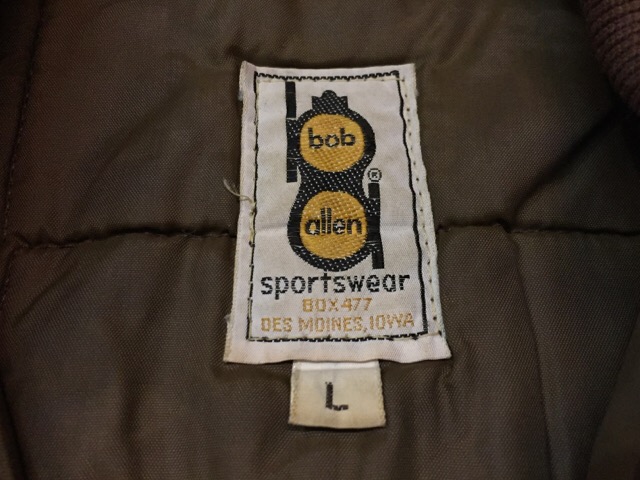 bob
®
allen
sportswear
BOX 477
DES MOINES, IOWA
L